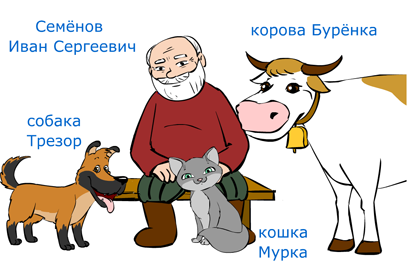 Семёнов
Иван Сергеевич
корова Бурёнка
собака
Трезор
кошка
Мурка